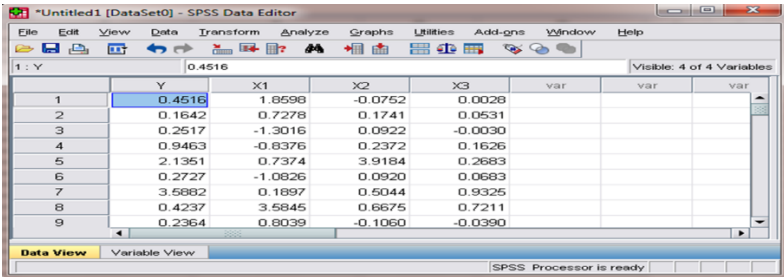 *Untitled1 [DataSet0] - SPSS Data Editor
File Edit View Data Transform Analyze Graphs Utilities Add-ons Window Help
1 : Y 0.4516 Visible: 4 of 4 Variables
Y X1 X2 X3 var var var
1 0.4516 1.8598 -0.0752 0.0028
2 0.1642 0.7278 0.1741 0.0531
3 0.2517 -1.3016 0.0922 -0.0030
4 0.9463 -0.8376 0.2372 0.1626
5 2.1351 0.7374 3.9184 0.2683
6 0.2727 -1.0826 0.0920 0.0683
7 3.5882 0.1897 0.5044 0.9325
8 0.4237 3.5845 0.6675 0.7211
9 0.2364 0.8039 -0.1060 -0.0390
Data View Variable View
SPSS Processor is ready